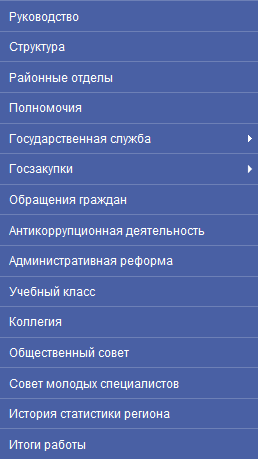 Руководство
Структура
Районные отделы
Полномочия
Государственная служба
Госзакупки
Обращения граждан
Антикоррупционная деятельность
Административная реформа
Учебный класс
Коллегия
Общественный совет
Совет молодых специалистов
История статистики региона
Итоги работы